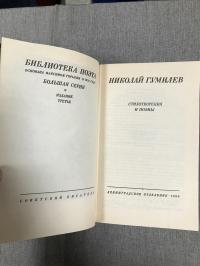 БИБЛИОТЕКА ПОЭТА
ОСНОВАНА МАКСИМОМ ГОРЬКИМ В 1931 ГОДУ
БОЛЬШАЯ СЕРИЯ
ИЗДАНИЕ
ТРЕТЬЕ
СОВЕТСКИЙ ПИСАТЕЛЬ
НИКОЛАЙ ГУМИЛЕВ
СТИХОТВОРЕНИЯ
И ПОЭМЫ
ЛЕНИНГРАДСКОЕ ОТДЕЛЕНИЕ · 1988